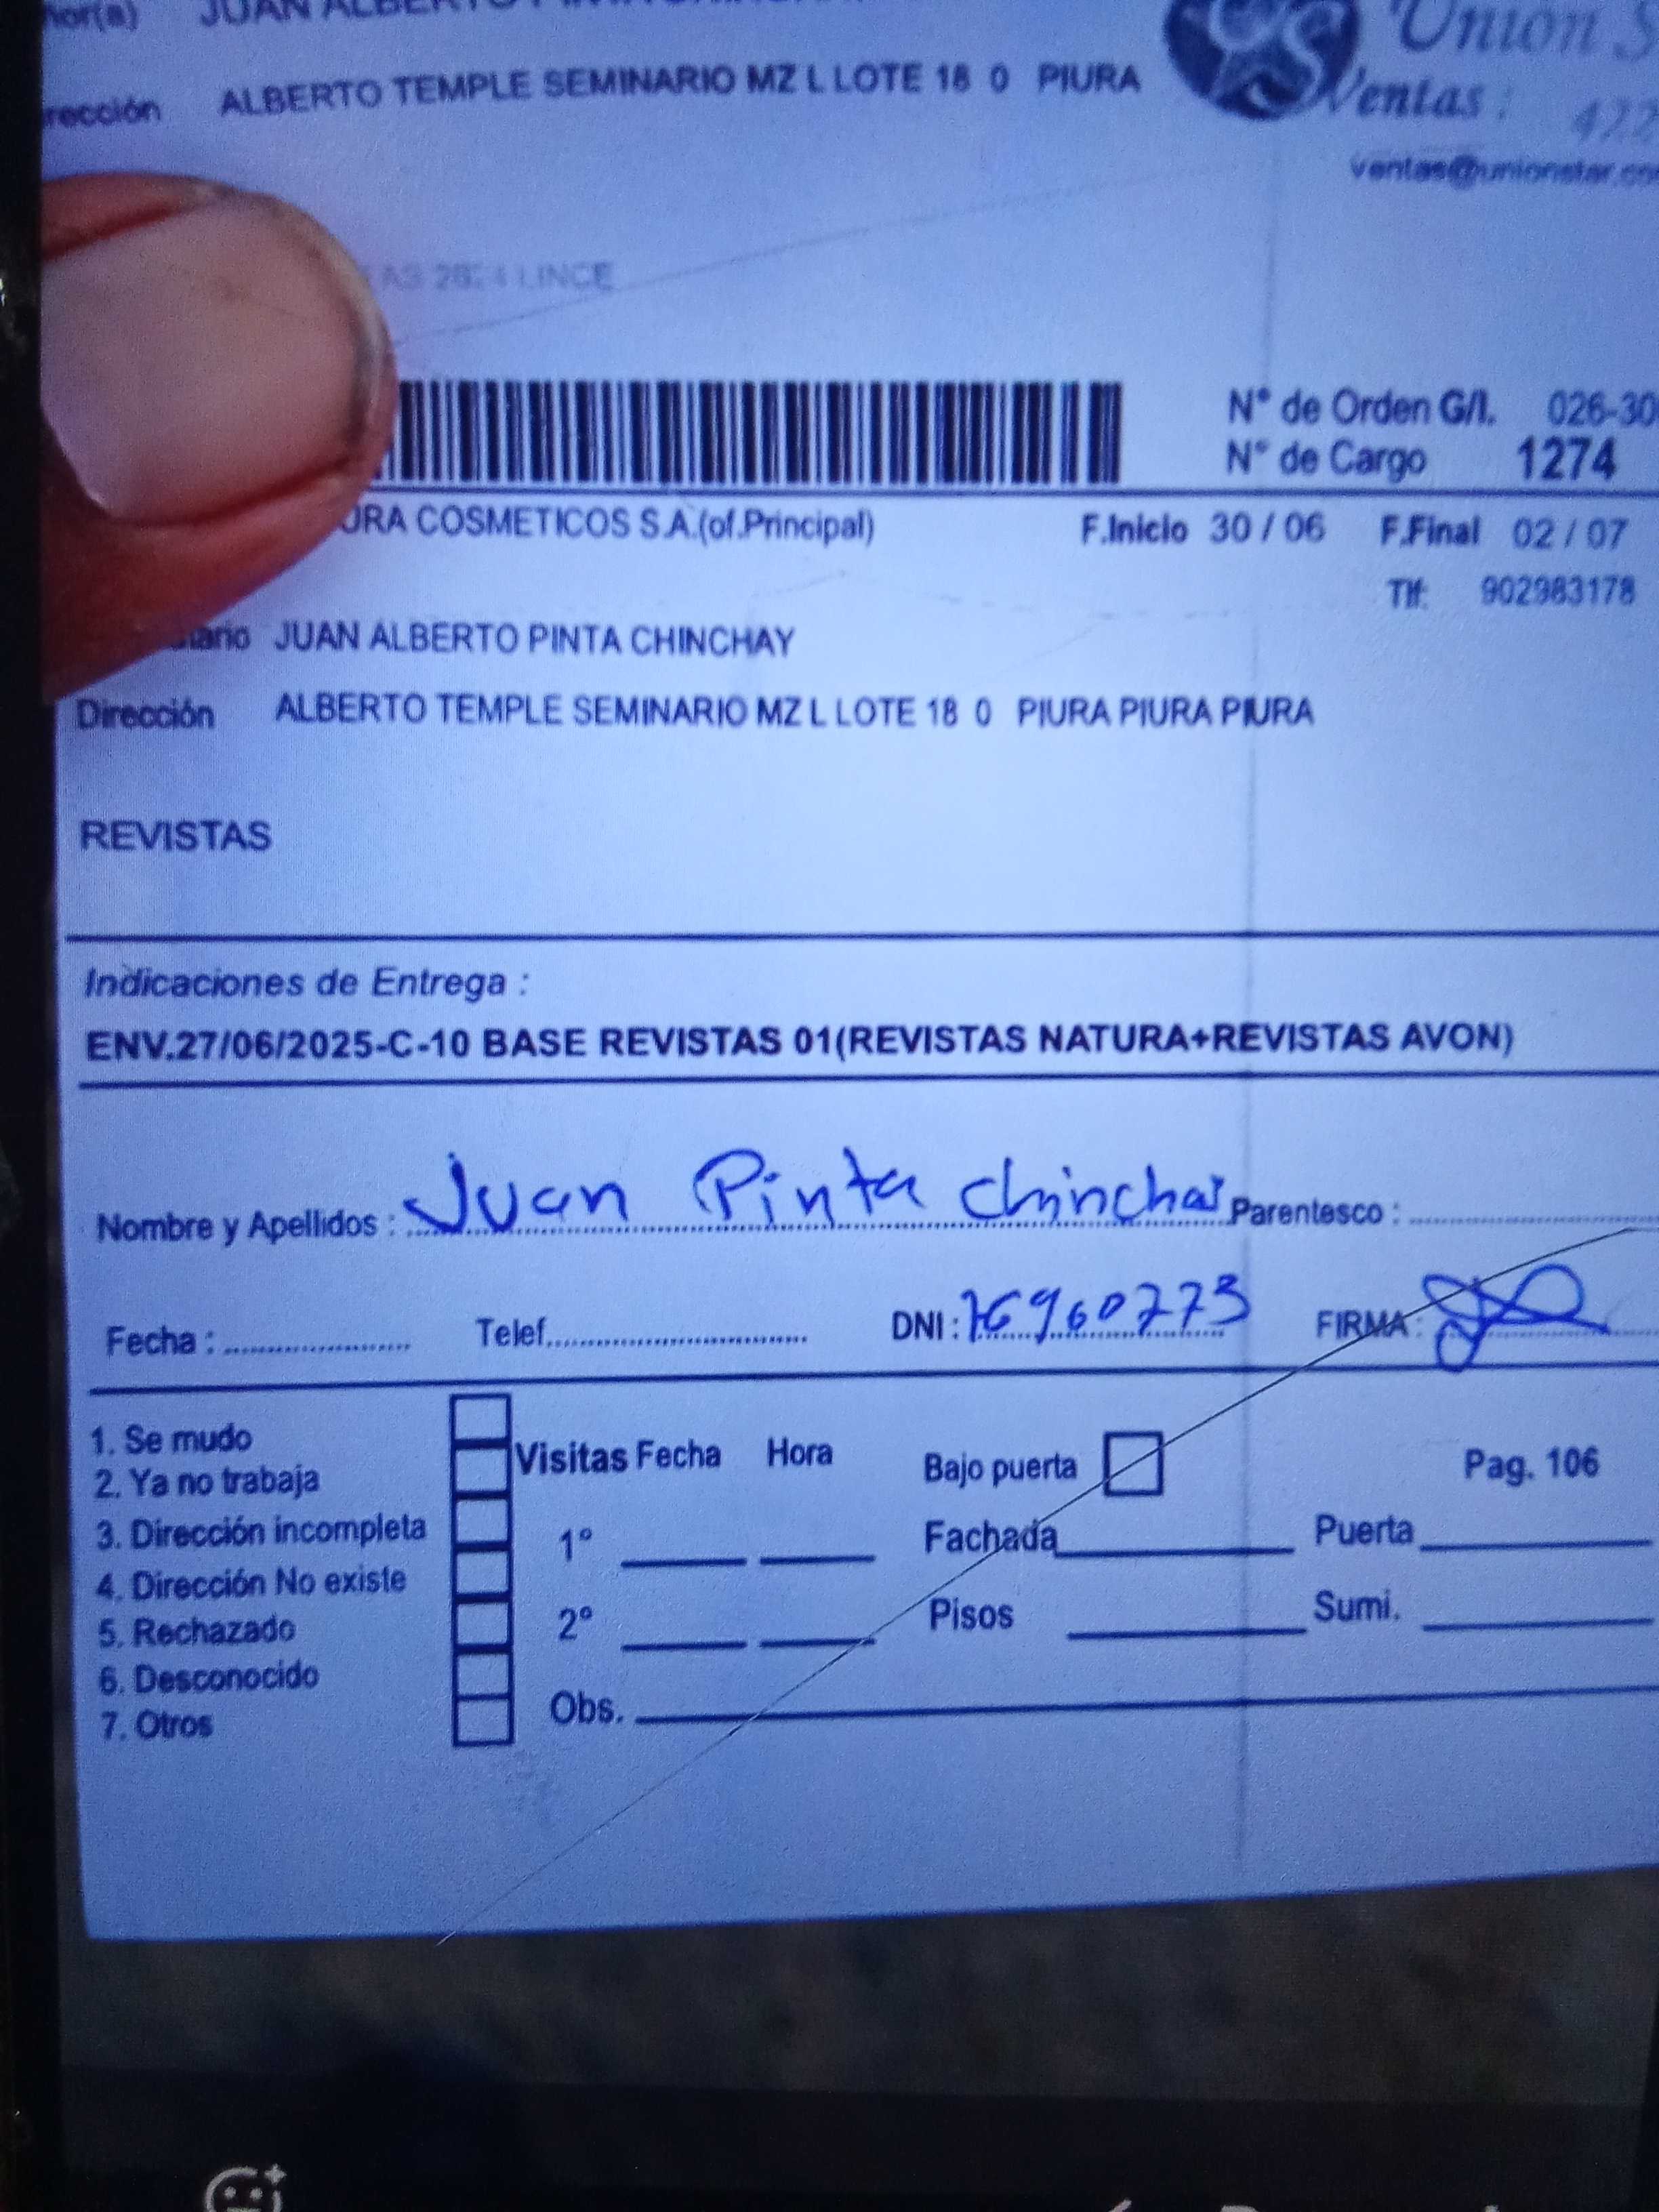 JUAN ALBERTO
Union S
rección ALBERTO TEMPLE SEMINARIO MZ L LOTE 18 0 PIURA
Ventas : 422
ventas@unionstar.co
LINCE
N° de Orden G/I. 026-30
N° de Cargo 1274
URA COSMETICOS S.A.(of.Principal) F.Inicio 30 / 06 F.Final 02 / 07
Tlf: 902983178
JUAN ALBERTO PINTA CHINCHAY
Dirección ALBERTO TEMPLE SEMINARIO MZ L LOTE 18 0 PIURA PIURA PIURA
REVISTAS
Indicaciones de Entrega :
ENV.27/06/2025-C-10 BASE REVISTAS 01(REVISTAS NATURA+REVISTAS AVON)
Nombre y Apellidos : Juan Pinta Chinchay Parentesco :
Fecha : Telef. DNI : 76960773 FIRMA :
1. Se mudo
2. Ya no trabaja
3. Dirección incompleta
4. Dirección No existe
5. Rechazado
6. Desconocido
7. Otros
Visitas Fecha Hora
1°
2°
Obs.
Bajo puerta Pag. 106
Fachada Puerta
Pisos Sumi.